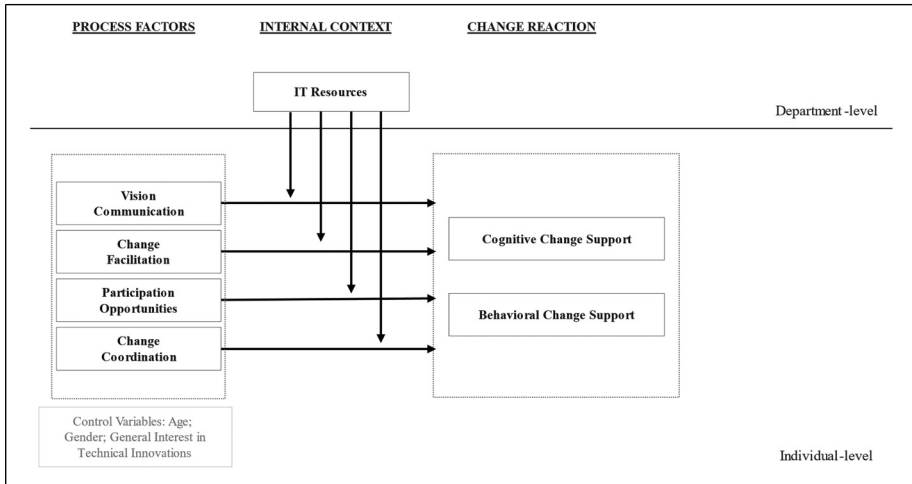 PROCESS FACTORS
INTERNAL CONTEXT
CHANGE REACTION
IT Resources
Department-level
Vision
Communication
Change
Facilitation
Participation
Opportunities
Change
Coordination
Cognitive Change Support
Behavioral Change Support
Control Variables: Age;
Gender; General Interest in
Technical Innovations
Individual-level